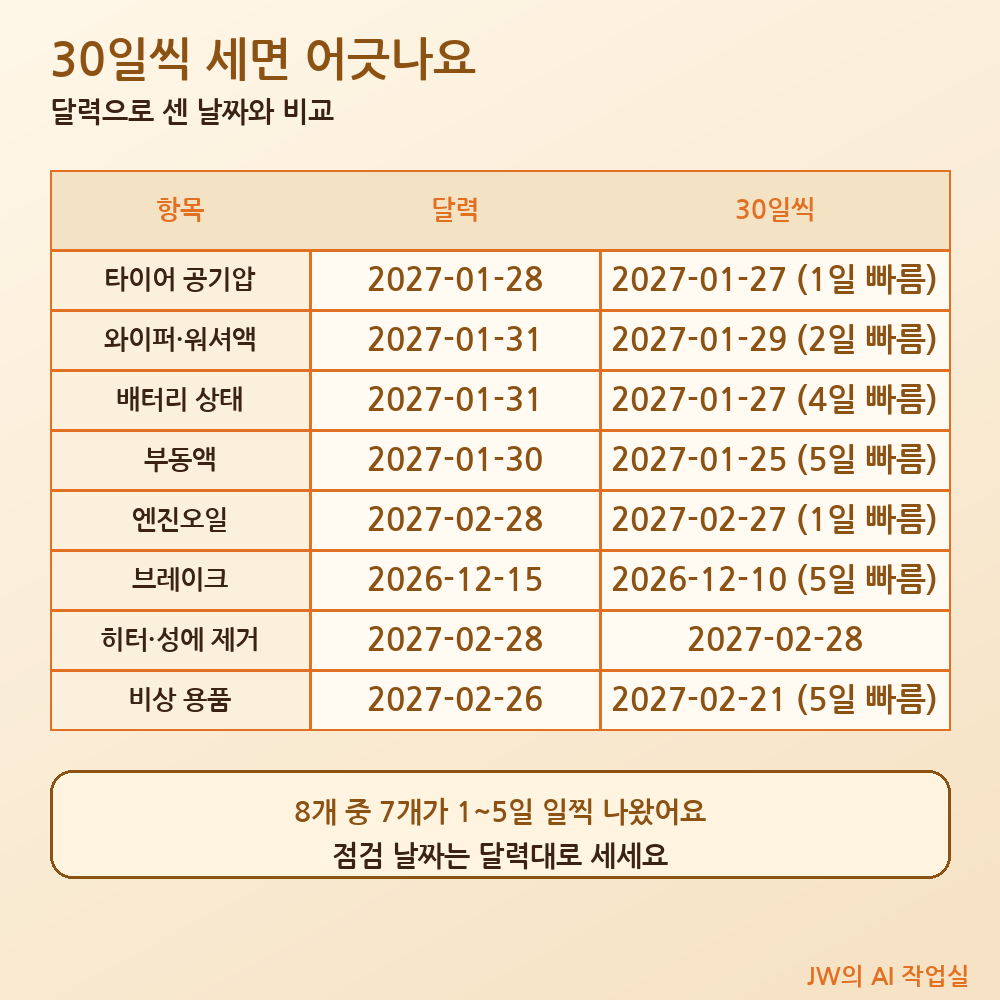 30일씩 세면 어긋나요
달력으로 센 날짜와 비교
항목 달력 30일씩
타이어 공기압 2027-01-28 2027-01-27 (1일 빠름)
와이퍼·워셔액 2027-01-31 2027-01-29 (2일 빠름)
배터리 상태 2027-01-31 2027-01-27 (4일 빠름)
부동액 2027-01-30 2027-01-25 (5일 빠름)
엔진오일 2027-02-28 2027-02-27 (1일 빠름)
브레이크 2026-12-15 2026-12-10 (5일 빠름)
히터·성에 제거 2027-02-28 2027-02-28
비상 용품 2027-02-26 2027-02-21 (5일 빠름)
8개 중 7개가 1~5일 일찍 나왔어요
점검 날짜는 달력대로 세세요
JW의 AI 작업실